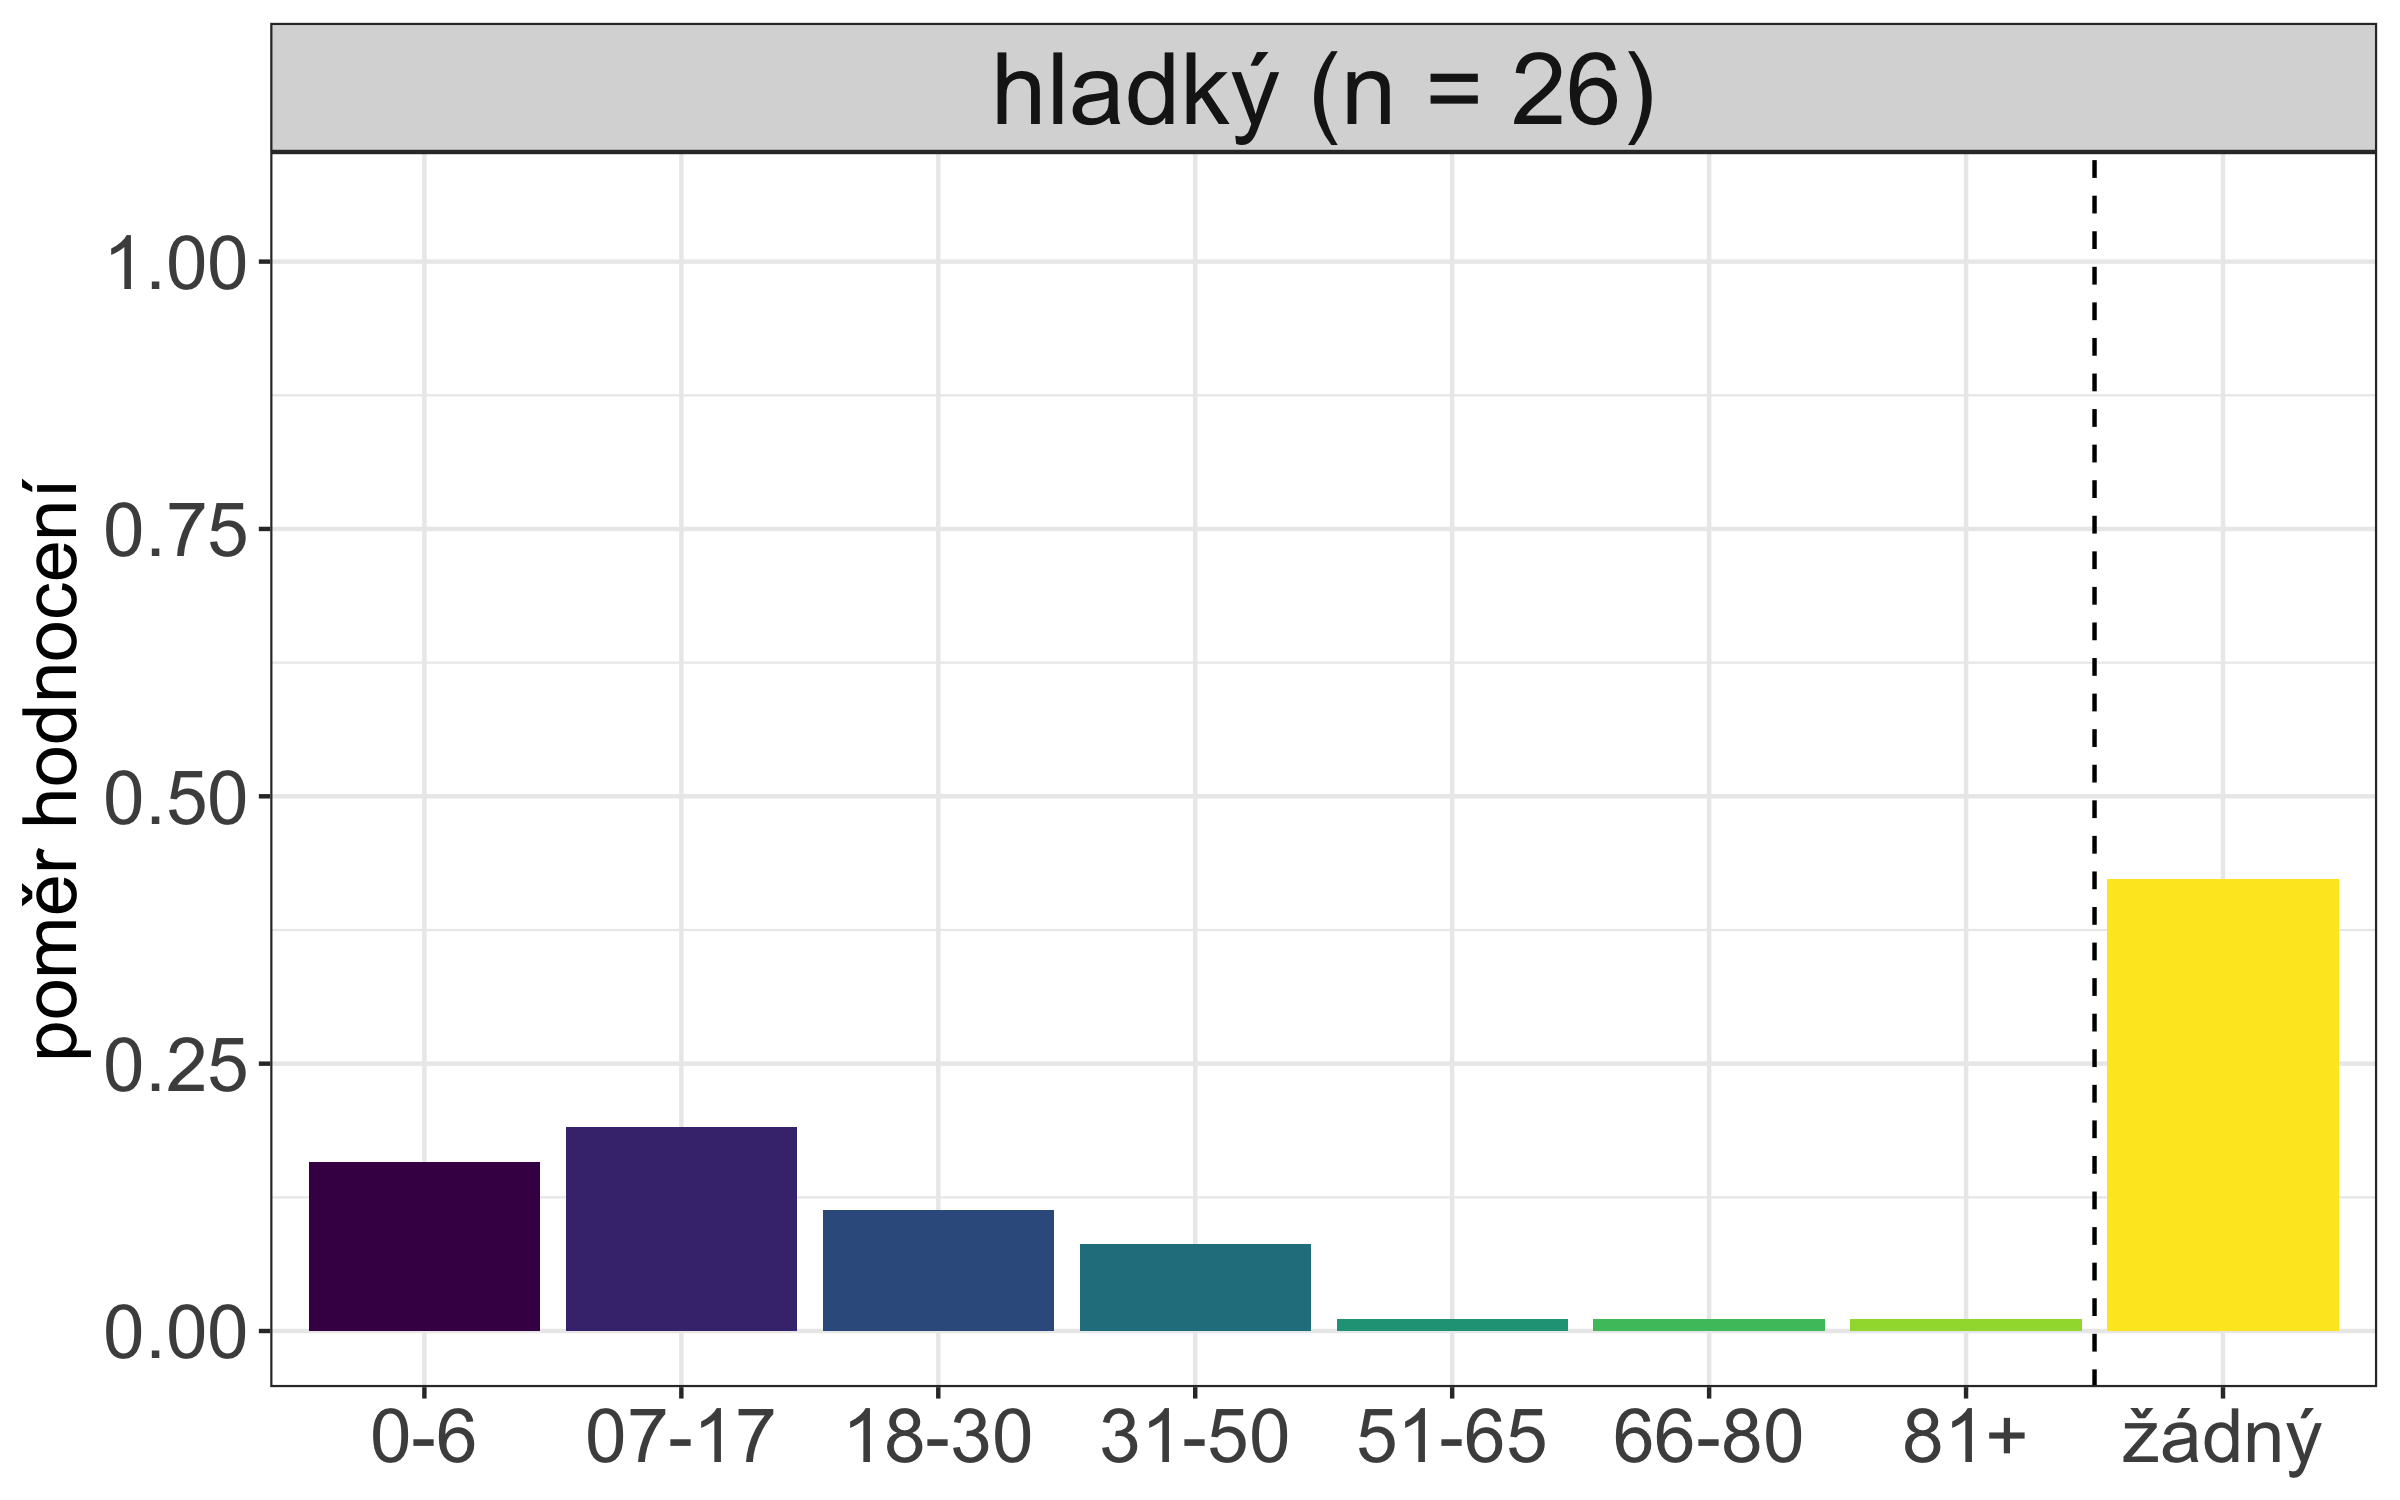 hladký (n = 26)
poměr hodnocení
1.00
0.75
0.50
0.25
0.00
0-6 07-17 18-30 31-50 51-65 66-80 81+ žádný